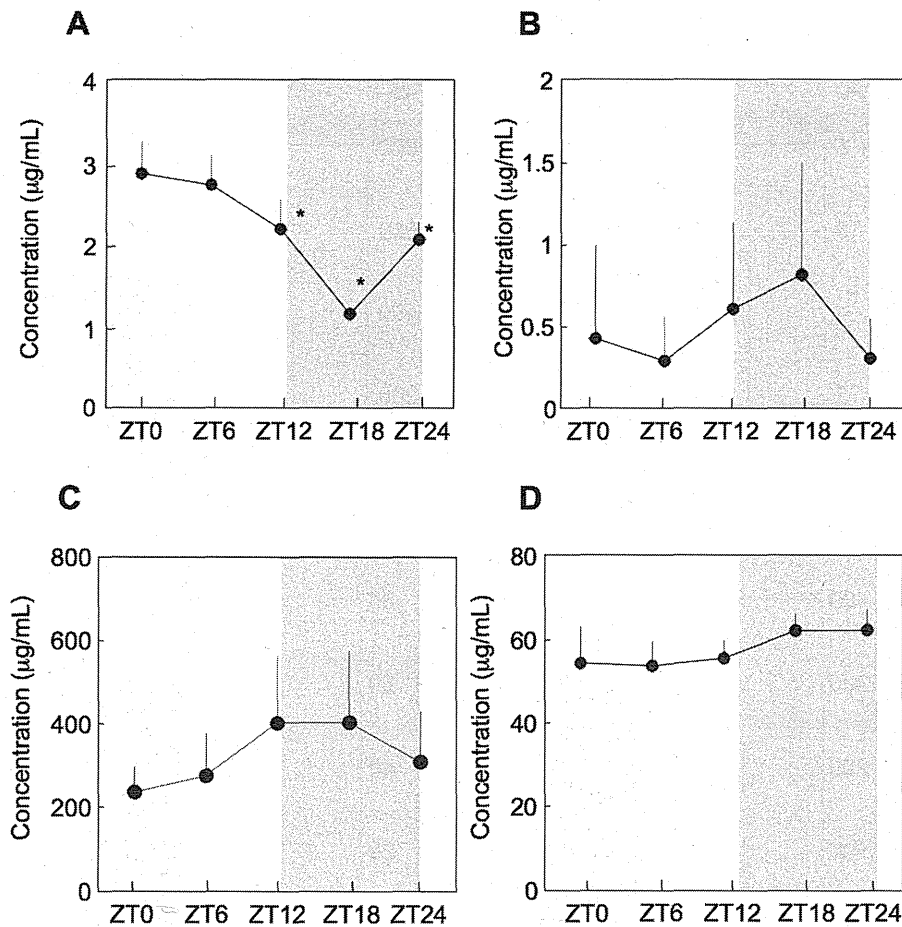 A
Concentration (µg/mL)
4
3
2
1
0
*
*
*
ZT0 ZT6 ZT12 ZT18 ZT24
B
Concentration (µg/mL)
2
1.5
1
0.5
0
ZT0 ZT6 ZT12 ZT18 ZT24
C
Concentration (µg/mL)
800
600
400
200
0
ZT0 ZT6 ZT12 ZT18 ZT24
D
Concentration (µg/mL)
80
60
40
20
0
ZT0 ZT6 ZT12 ZT18 ZT24